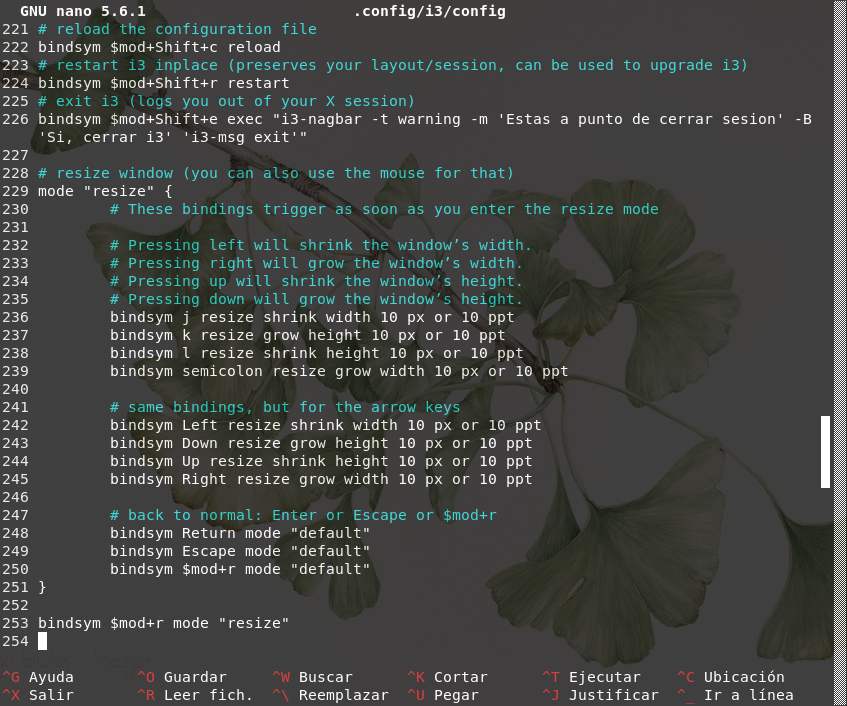 GNU nano 5.6.1 .config/i3/config
221 # reload the configuration file
222 bindsym $mod+Shift+c reload
223 # restart i3 inplace (preserves your layout/session, can be used to upgrade i3)
224 bindsym $mod+Shift+r restart
225 # exit i3 (logs you out of your X session)
226 bindsym $mod+Shift+e exec "i3-nagbar -t warning -m 'Estas a punto de cerrar sesion' -B
'Si, cerrar i3' 'i3-msg exit'"
227
228 # resize window (you can also use the mouse for that)
229 mode "resize" {
230         # These bindings trigger as soon as you enter the resize mode
231
232         # Pressing left will shrink the window’s width.
233         # Pressing right will grow the window’s width.
234         # Pressing up will shrink the window’s height.
235         # Pressing down will grow the window’s height.
236         bindsym j resize shrink width 10 px or 10 ppt
237         bindsym k resize grow height 10 px or 10 ppt
238         bindsym l resize shrink height 10 px or 10 ppt
239         bindsym semicolon resize grow width 10 px or 10 ppt
240
241         # same bindings, but for the arrow keys
242         bindsym Left resize shrink width 10 px or 10 ppt
243         bindsym Down resize grow height 10 px or 10 ppt
244         bindsym Up resize shrink height 10 px or 10 ppt
245         bindsym Right resize grow width 10 px or 10 ppt
246
247         # back to normal: Enter or Escape or $mod+r
248         bindsym Return mode "default"
249         bindsym Escape mode "default"
250         bindsym $mod+r mode "default"
251 }
252
253 bindsym $mod+r mode "resize"
254
^G Ayuda ^O Guardar ^W Buscar ^K Cortar ^T Ejecutar ^C Ubicación
^X Salir ^R Leer fich. ^\ Reemplazar ^U Pegar ^J Justificar ^_ Ir a línea